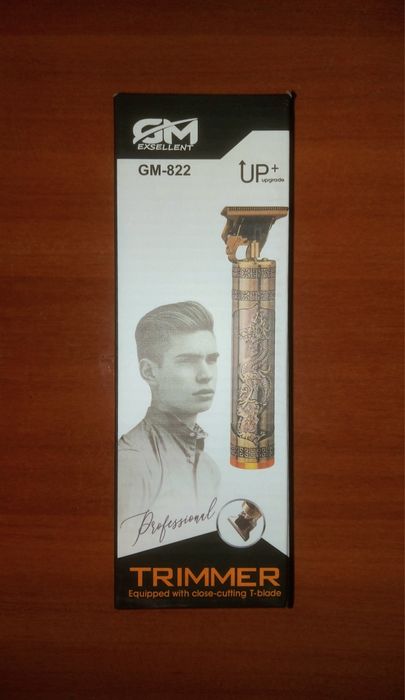 GM
EXSELLENT
GM-822
UP+
upgrade
Professional
TRIMMER
Equipped with close-cutting T-blade